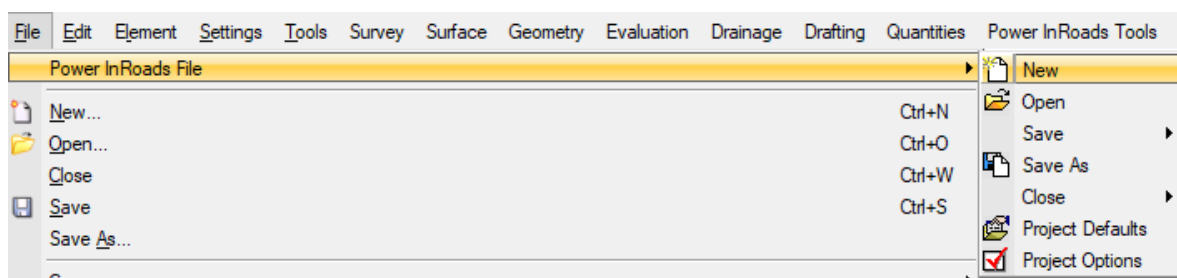 File Edit Element Settings Tools Survey Surface Geometry Evaluation Drainage Drafting Quantities Power InRoads Tools
Power InRoads File
New... Ctrl+N
Open... Ctrl+O
Close Ctrl+W
Save Ctrl+S
Save As...
New
Open
Save
Save As
Close
Project Defaults
Project Options